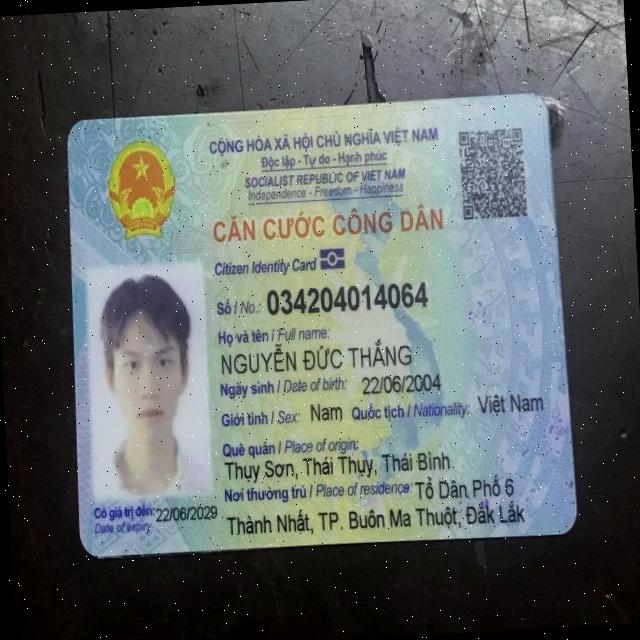 CỘNG HÒA XÃ HỘI CHỦ NGHĨA VIỆT NAM
Độc lập - Tự do - Hạnh phúc
SOCIALIST REPUBLIC OF VIET NAM
Independence - Freedom - Happiness
CĂN CƯỚC CÔNG DÂN
Citizen Identity Card
Số / No.: 034204014064
Họ và tên / Full name:
NGUYỄN ĐỨC THẮNG
Ngày sinh / Date of birth: 22/06/2004
Giới tính / Sex: Nam Quốc tịch / Nationality: Việt Nam
Quê quán / Place of origin:
Thụy Sơn, Thái Thụy, Thái Bình
Nơi thường trú / Place of residence: Tổ Dân Phố 6
Thành Nhất, TP. Buôn Ma Thuột, Đắk Lắk
Có giá trị đến: 22/06/2029
Date of expiry